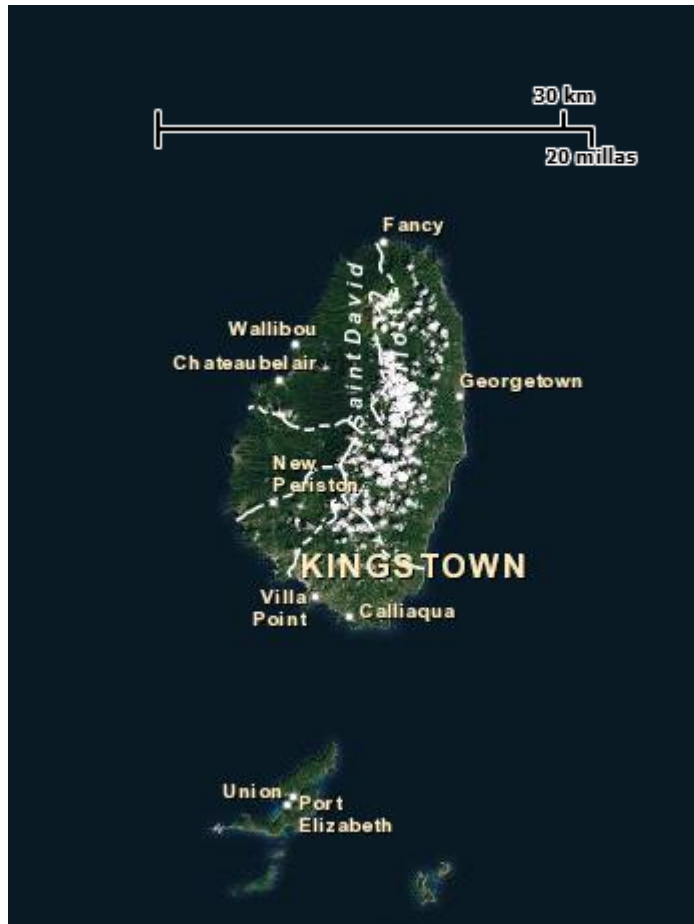 30 km
20 millas
Fancy
Saint David
Wallibou
Chateaubelair
Georgetown
New
Periston
KINGSTOWN
Villa
Point
Calliaqua
Union
Port
Elizabeth